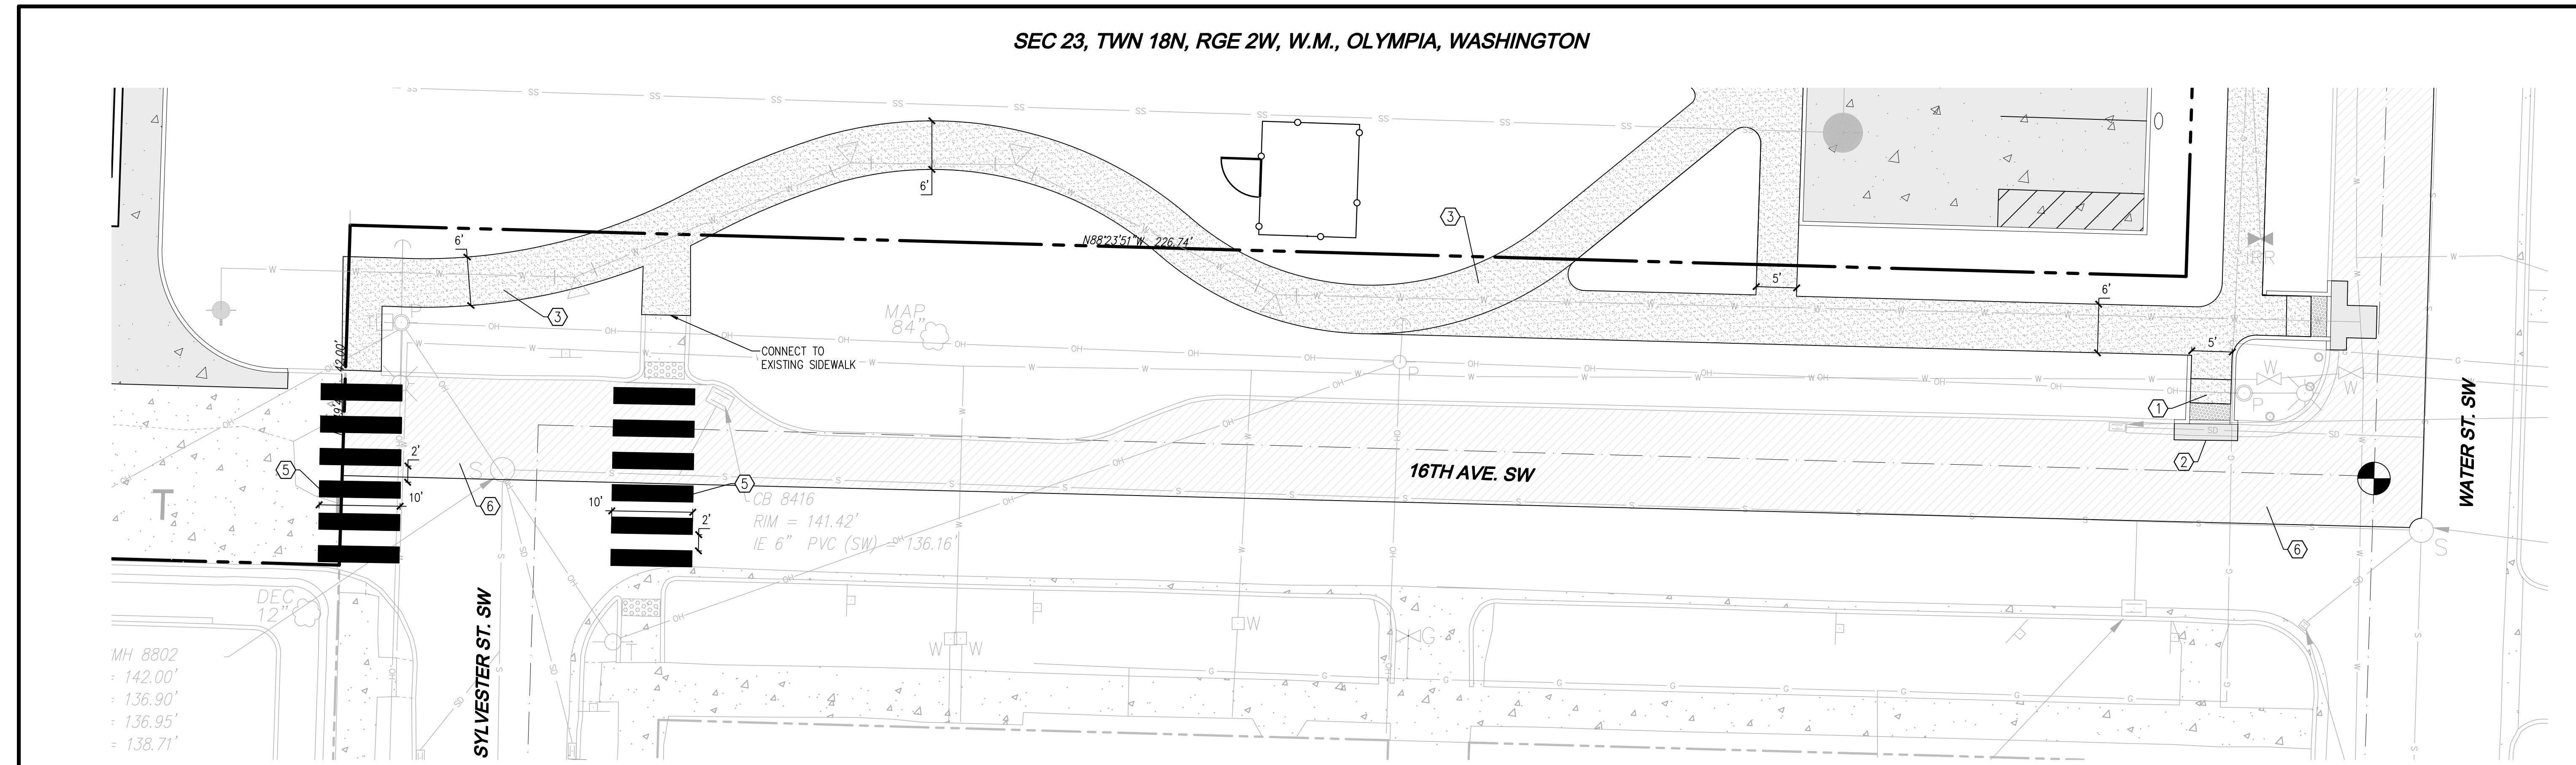 SEC 23, TWN 18N, RGE 2W, W.M., OLYMPIA, WASHINGTON
6'
6'
N88°23'51"W 226.74'
3
3
5'
6'
5'
MAP
84"
CONNECT TO
EXISTING SIDEWALK
IRR
P
P
W
W
P
1
2
2'
10'
5
6
S
T
10'
2'
5
CB 8416
RIM = 141.42'
IE 6" PVC (SW) = 136.16'
16TH AVE. SW
WATER ST. SW
6
S
DEC
12"
SYLVESTER ST. SW
T
W
W
W
G
MH 8802
= 142.00'
= 136.90'
= 136.95'
= 138.71'